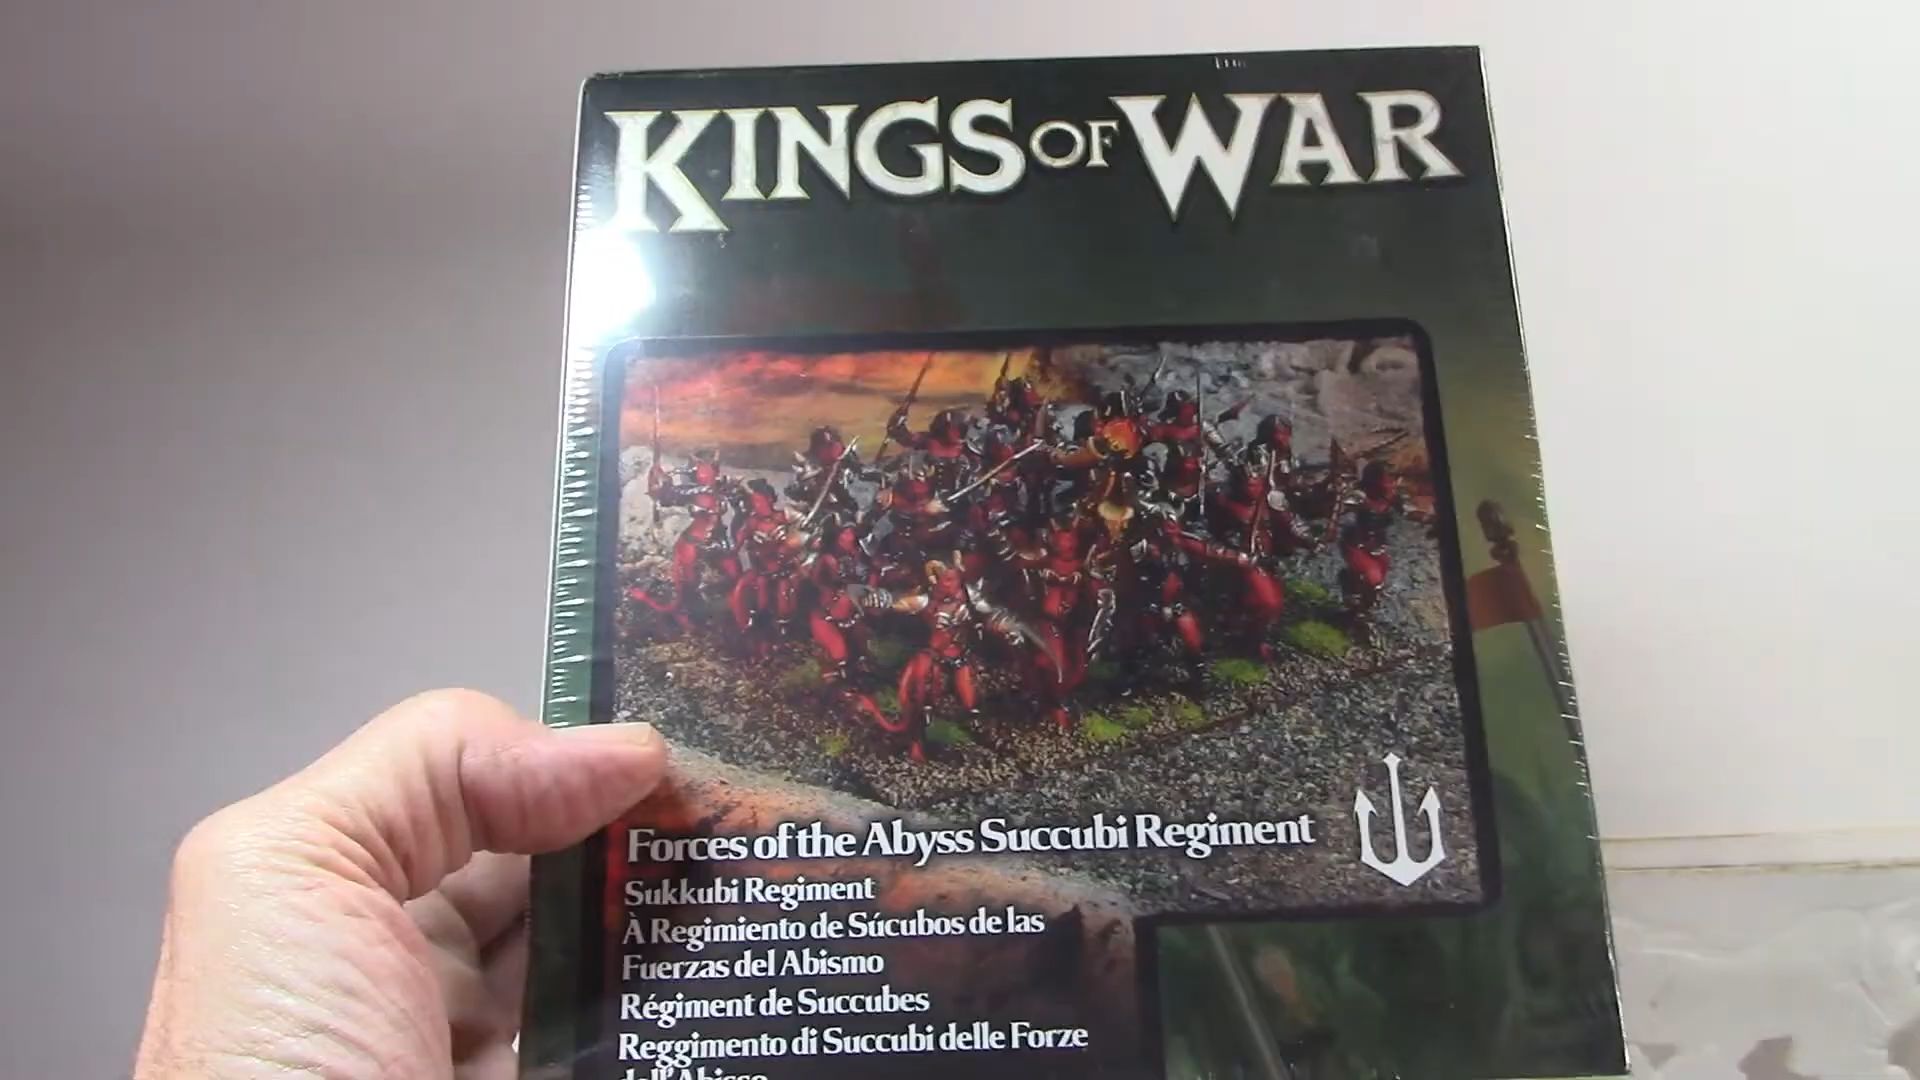 KINGS OF WAR
Forces of the Abyss Succubi Regiment
Sukkubi Regiment
À Regimiento de Súcubos de las
Fuerzas del Abismo
Régiment de Succubes
Reggimento di Succubi delle Forze
dell'Abisso